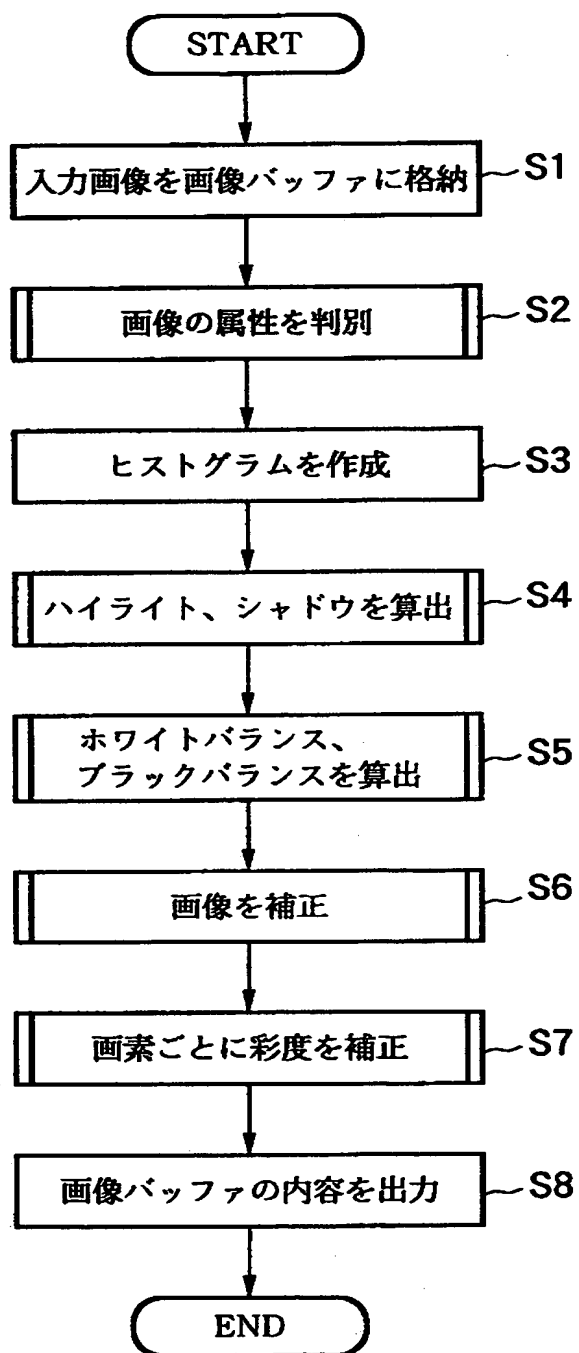 START
入力画像を画像バッファに格納
S1
画像の属性を判別
S2
ヒストグラムを作成
S3
ハイライト、シャドウを算出
S4
ホワイトバランス、
ブラックバランスを算出
S5
画像を補正
S6
画素ごとに彩度を補正
S7
画像バッファの内容を出力
S8
END